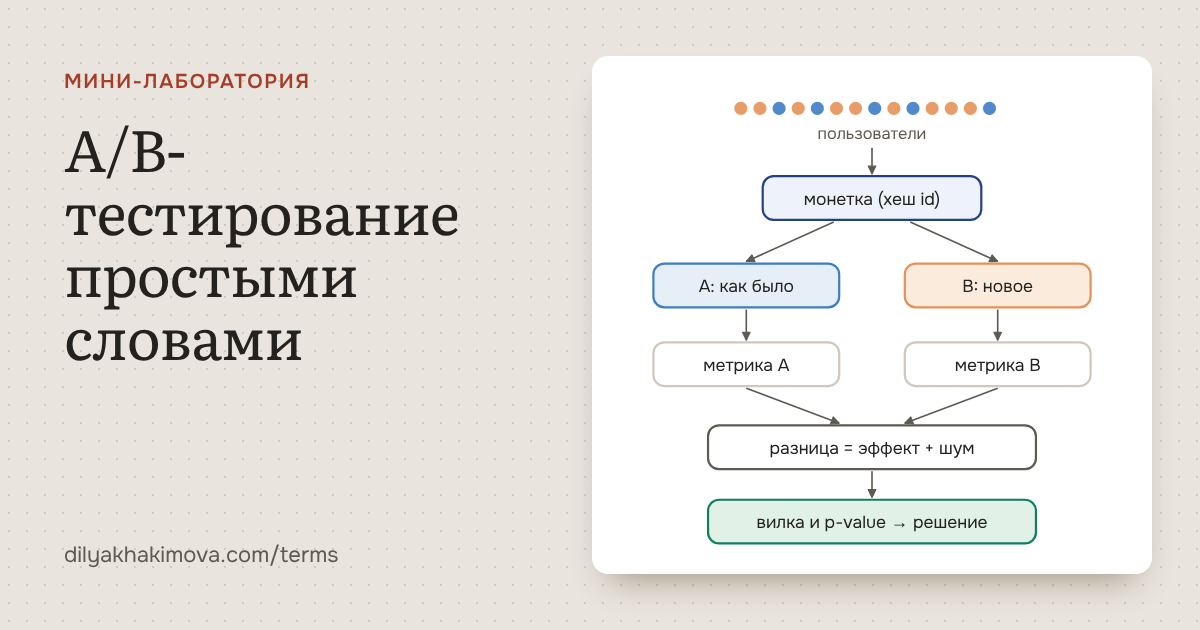 МИНИ-ЛАБОРАТОРИЯ
A/B-
тестирование
простыми
словами
dilyakhakimova.com/terms
пользователи
монетка (хеш id)
A: как было
B: новое
метрика A
метрика B
разница = эффект + шум
вилка и p-value → решение